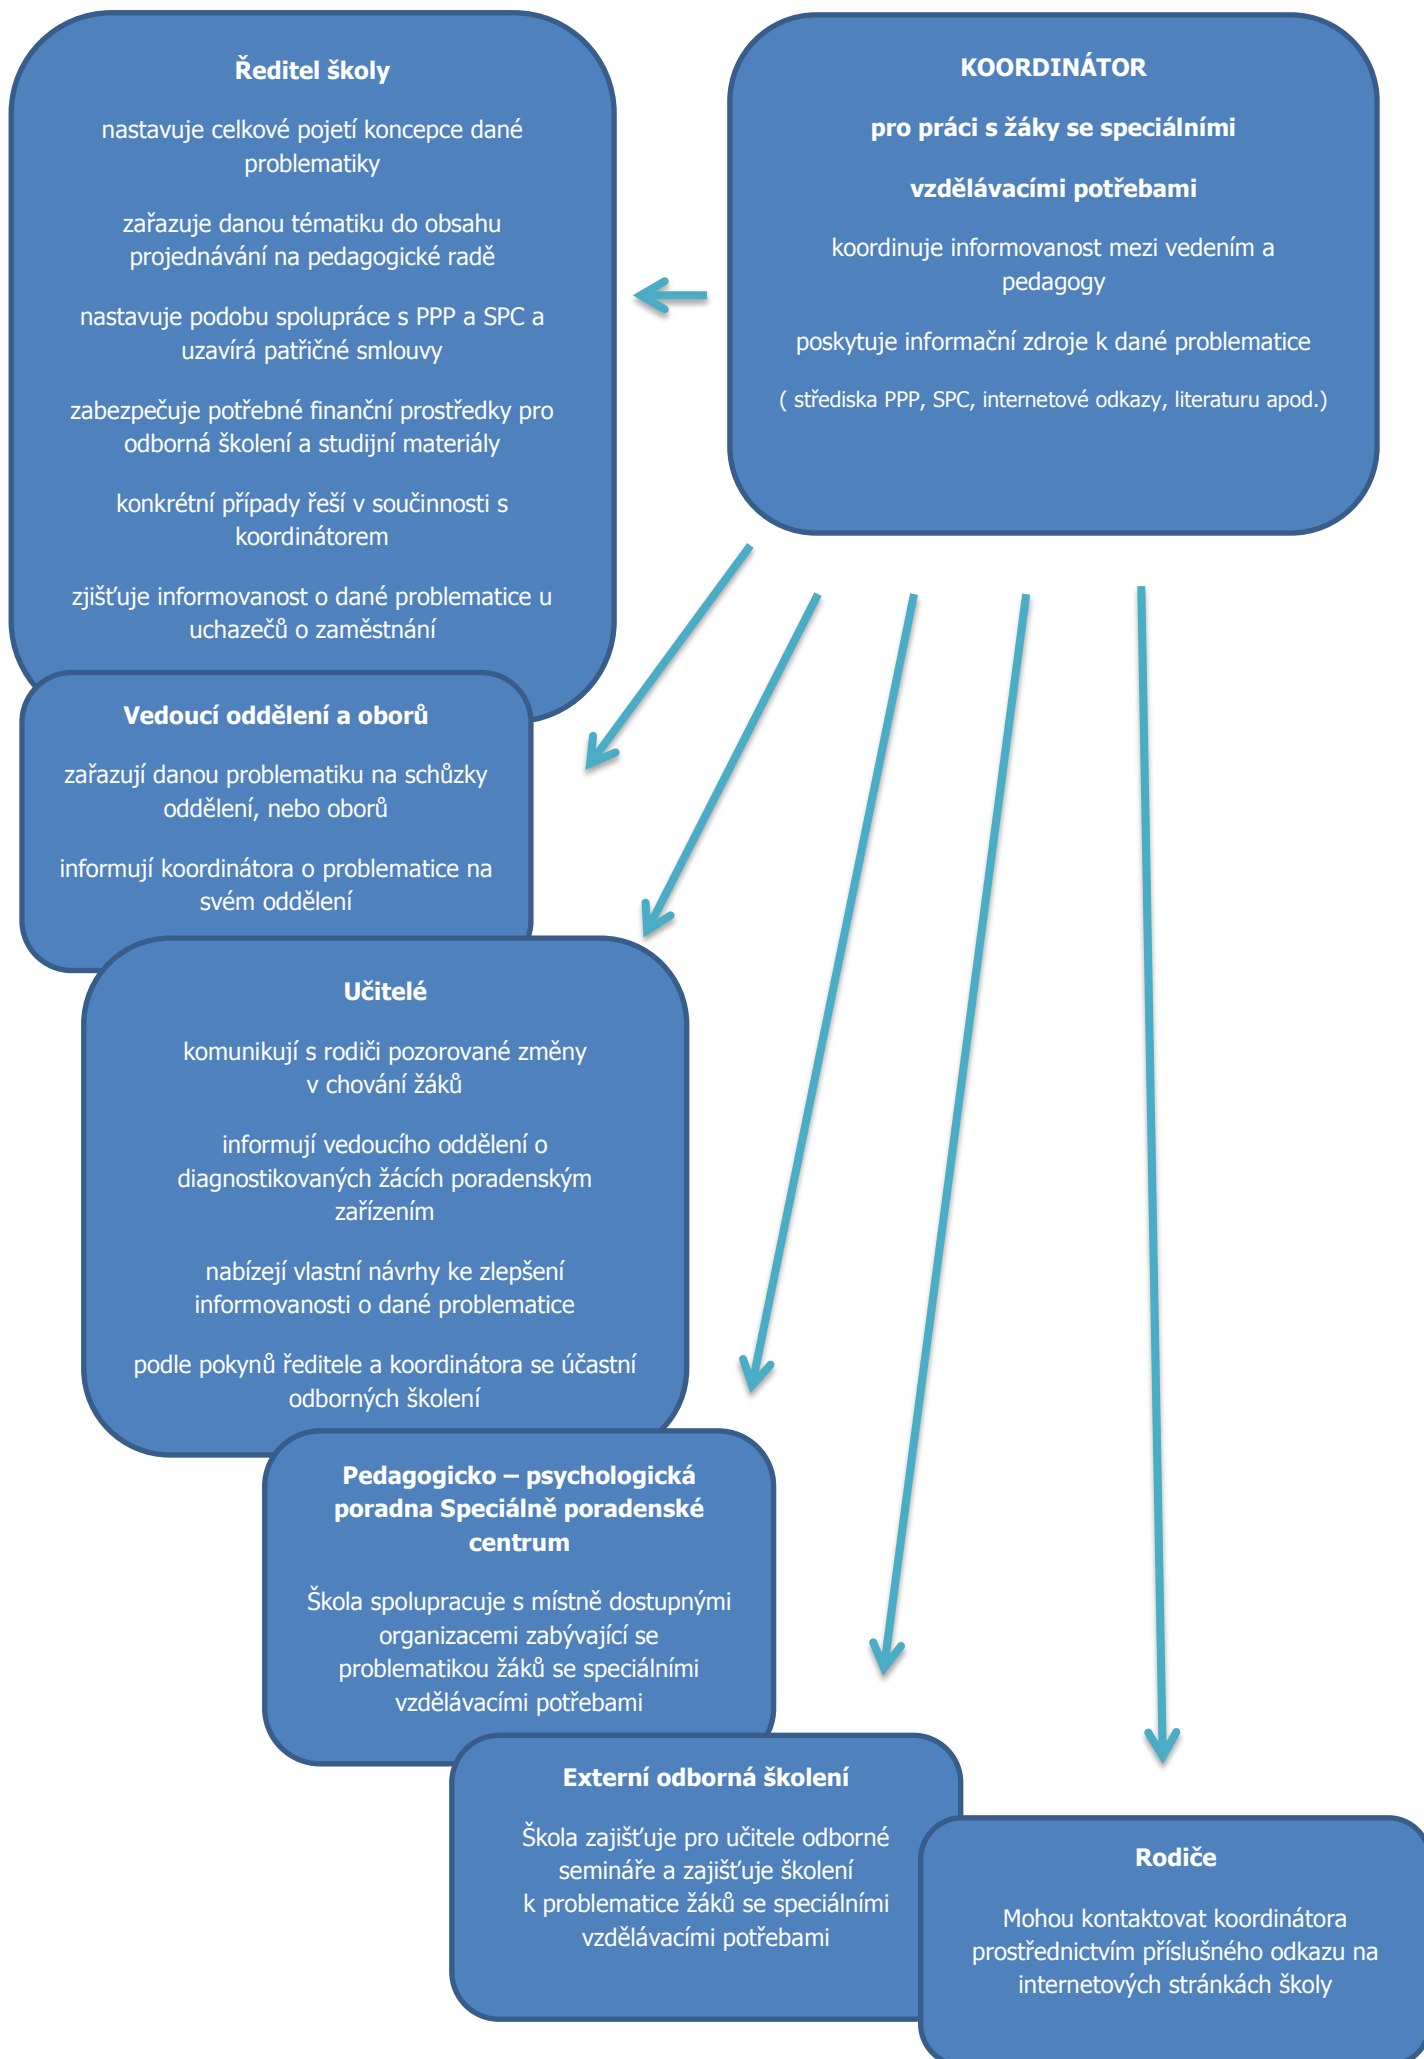 Ředitel školy
nastavuje celkové pojetí koncepce dané
problematiky
zařazuje danou tématiku do obsahu
projednávání na pedagogické radě
nastavuje podobu spolupráce s PPP a SPC a
uzavírá patřičné smlouvy
zabezpečuje potřebné finanční prostředky pro
odborná školení a studijní materiály
konkrétní případy řeší v součinnosti s
koordinátorem
zjišťuje informovanost o dané problematice u
uchazečů o zaměstnání
KOORDINÁTOR
pro práci s žáky se speciálními
vzdělávacími potřebami
koordinuje informovanost mezi vedením a
pedagogy
poskytuje informační zdroje k dané problematice
( střediska PPP, SPC, internetové odkazy, literaturu apod.)
Vedoucí oddělení a oborů
zařazují danou problematiku na schůzky
oddělení, nebo oborů
informují koordinátora o problematice na
svém oddělení
Učitelé
komunikují s rodiči pozorované změny
v chování žáků
informují vedoucího oddělení o
diagnostikovaných žácích poradenským
zařízením
nabízejí vlastní návrhy ke zlepšení
informovanosti o dané problematice
podle pokynů ředitele a koordinátora se účastní
odborných školení
Pedagogicko – psychologická
poradna Speciálně poradenské
centrum
Škola spolupracuje s místně dostupnými
organizacemi zabývající se
problematikou žáků se speciálními
vzdělávacími potřebami
Externí odborná školení
Škola zajišťuje pro učitele odborné
semináře a zajišťuje školení
k problematice žáků se speciálními
vzdělávacími potřebami
Rodiče
Mohou kontaktovat koordinátora
prostřednictvím příslušného odkazu na
internetových stránkách školy